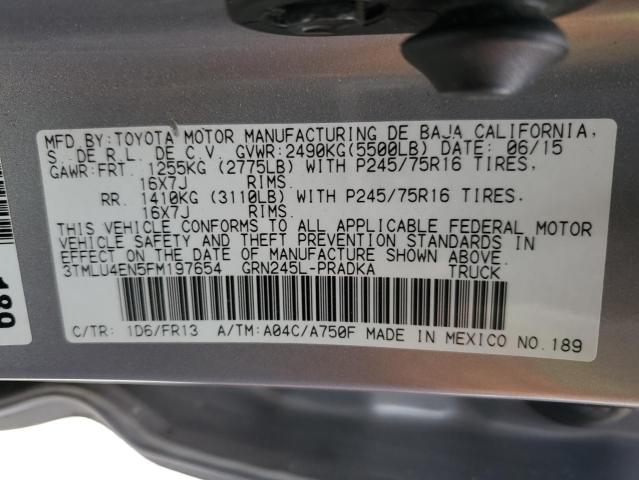 MFD. BY: TOYOTA MOTOR MANUFACTURING DE BAJA CALIFORNIA,
S. DE R.L. DE C.V. GVWR:2490KG(5500LB) DATE: 06/15
GAWR:FRT. 1255KG (2775LB) WITH P245/75R16 TIRES,
16X7J RIMS.
RR. 1410KG (3110LB) WITH P245/75R16 TIRES,
16X7J RIMS.
THIS VEHICLE CONFORMS TO ALL APPLICABLE FEDERAL MOTOR
VEHICLE SAFETY AND THEFT PREVENTION STANDARDS IN
EFFECT ON THE DATE OF MANUFACTURE SHOWN ABOVE.
3TMLU4EN5FM197654 GRN245L-PRADKA TRUCK
C/TR: 1D6/FR13 A/TM:A04C/A750F MADE IN MEXICO NO.189
189